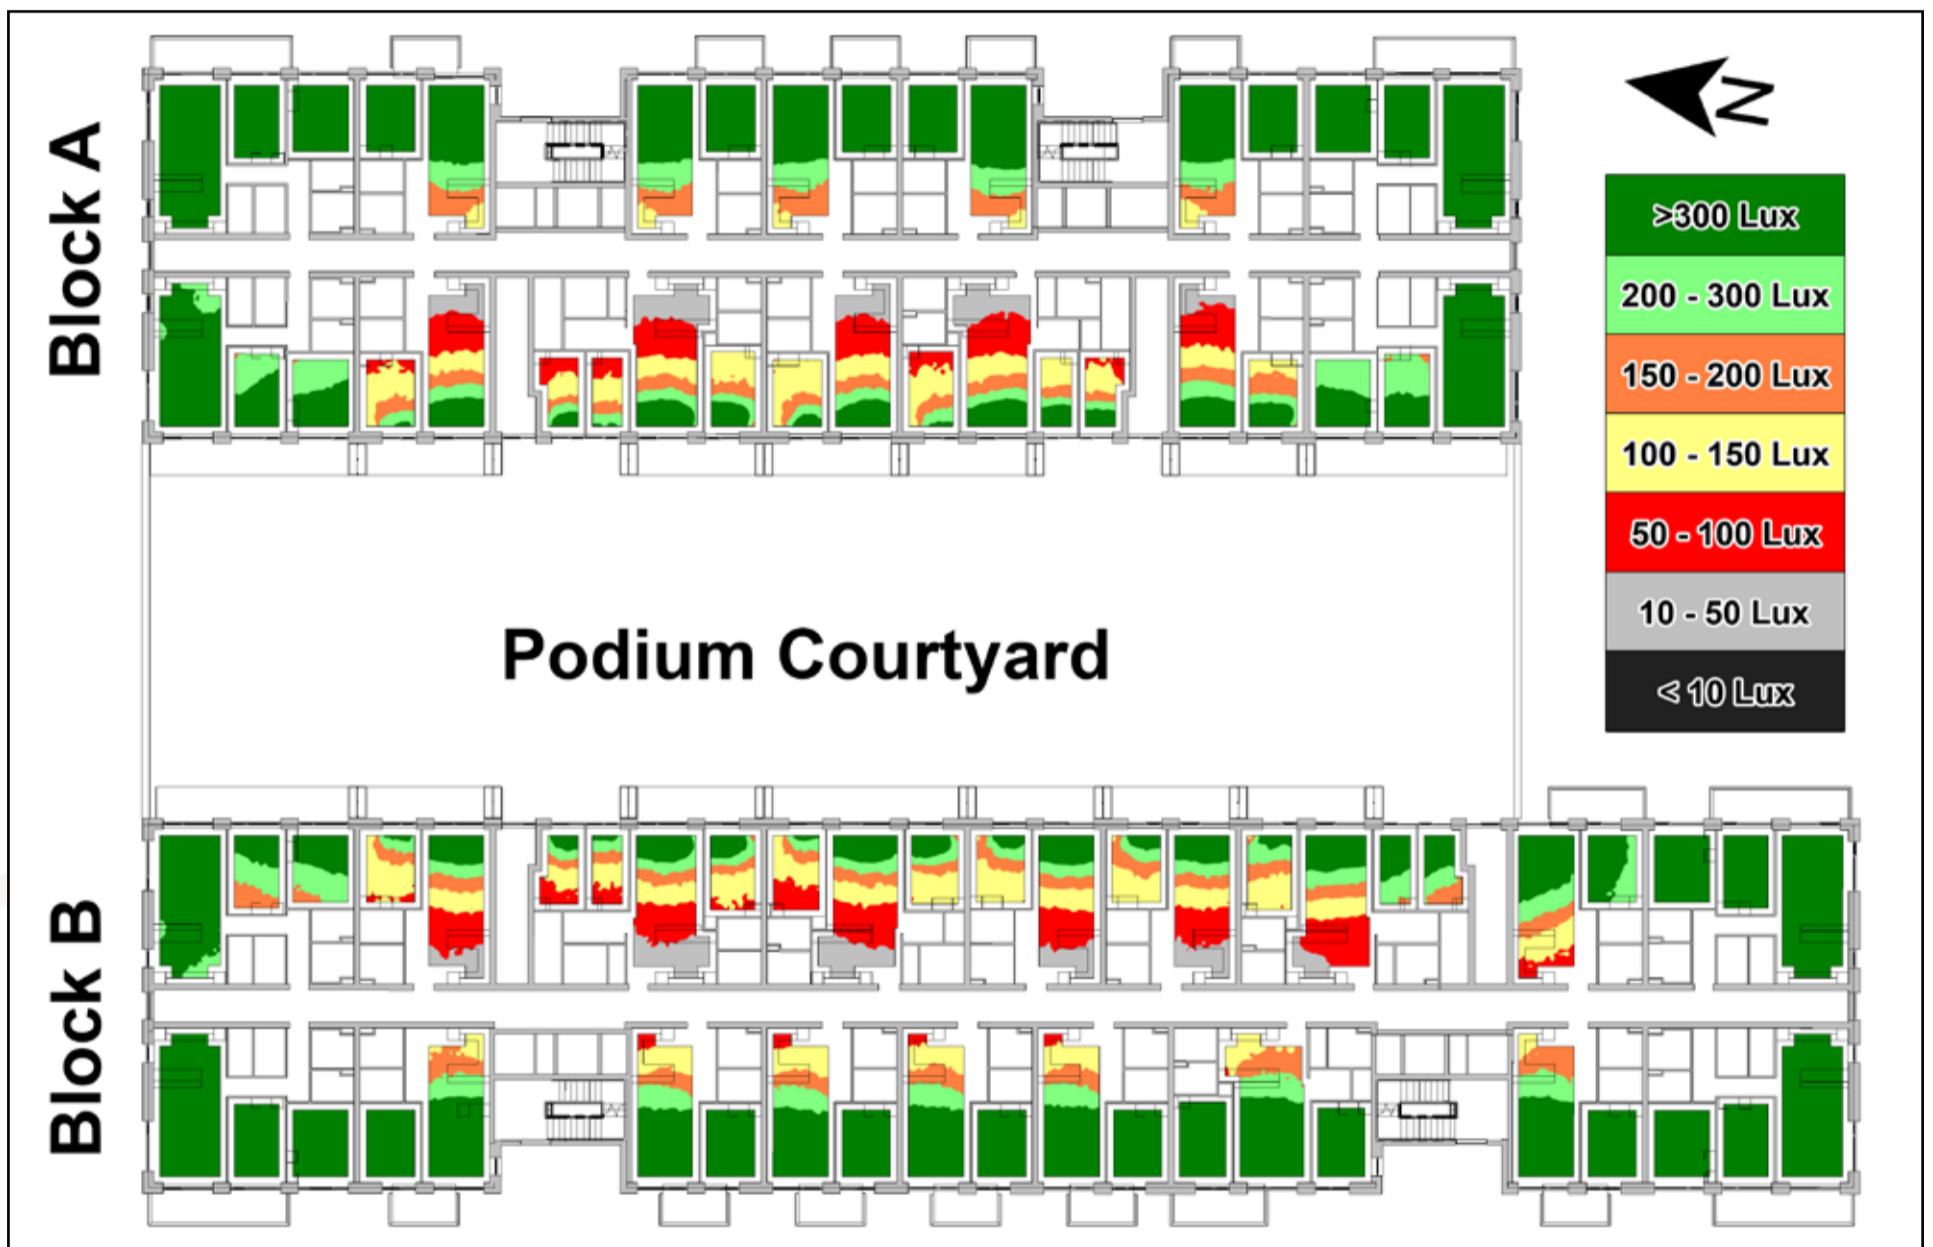 Block A
N
>300 Lux
200 - 300 Lux
150 - 200 Lux
100 - 150 Lux
50 - 100 Lux
10 - 50 Lux
< 10 Lux
Podium Courtyard
Block B